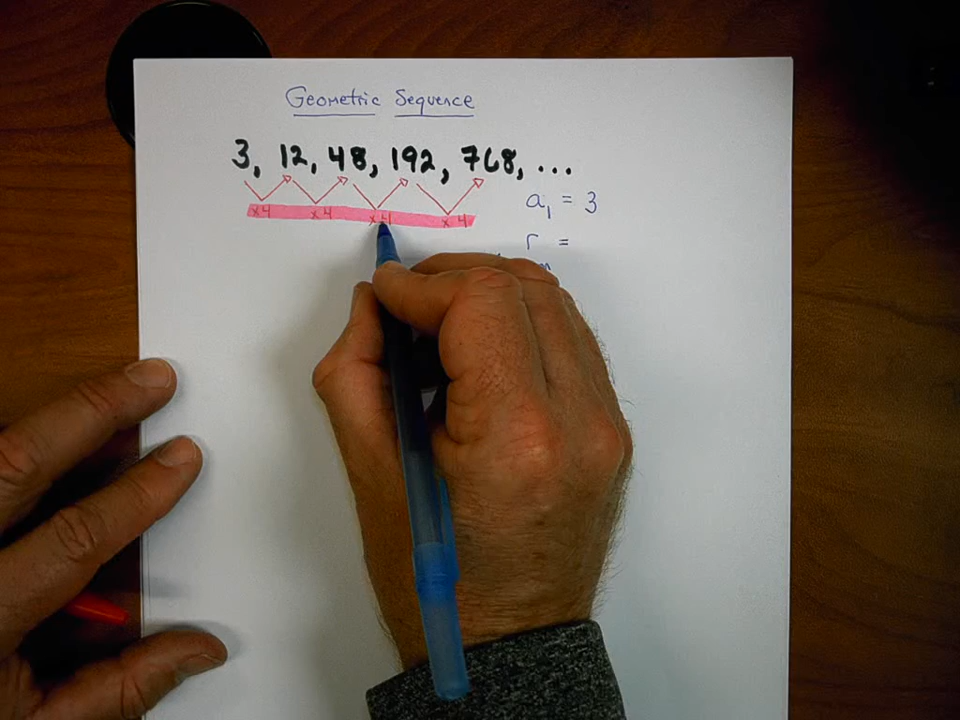 Geometric Sequence
3, 12, 48, 192, 768, ...
x4 x4 x4 x4
a₁ = 3
r =